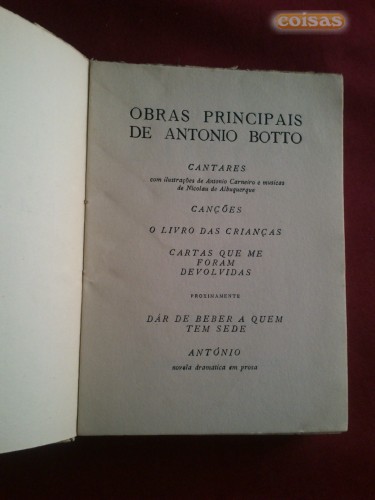 coisas
OBRAS PRINCIPAIS
DE ANTONIO BOTTO
CANTARES
com ilustrações de Antonio Carneiro e musicas
de Nicolau de Albuquerque
CANÇÕES
O LIVRO DAS CRIANÇAS
CARTAS QUE ME
FORAM
DEVOLVIDAS
PROXIMAMENTE
DÁR DE BEBER A QUEM
TEM SEDE
ANTÓNIO
novela dramatica em prosa